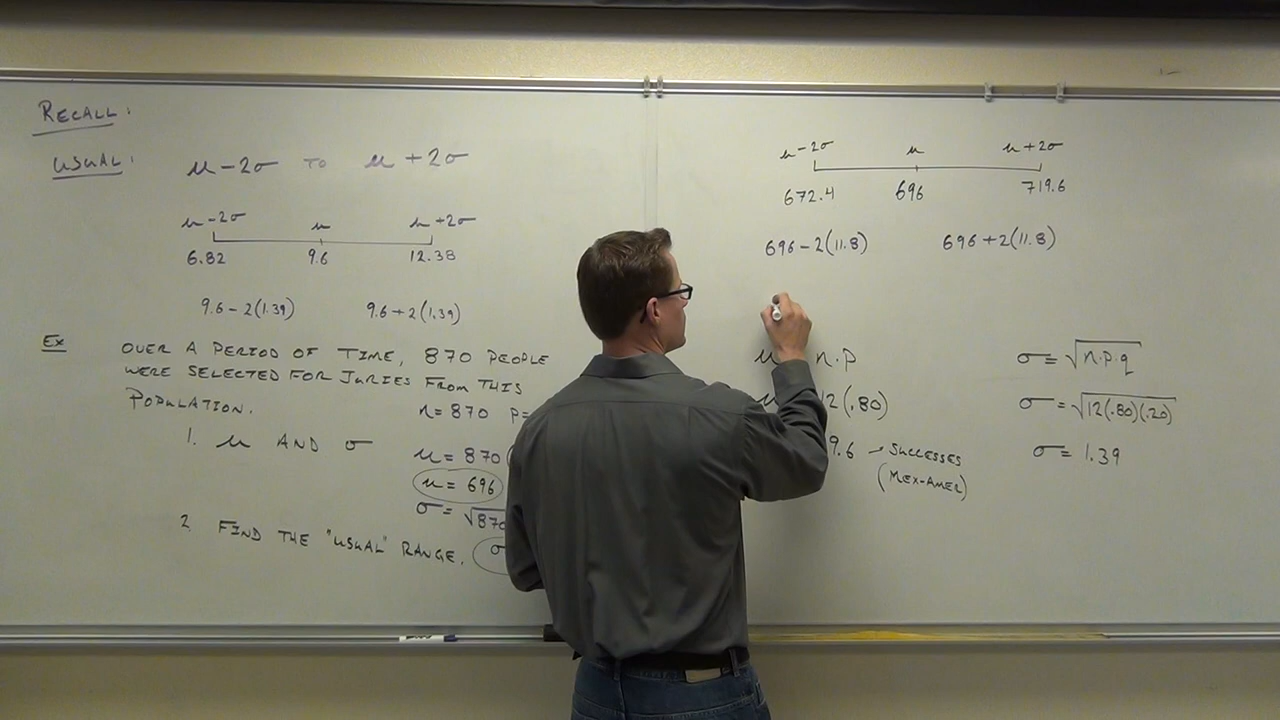 RECALL:
USUAL: μ-2σ TO μ+2σ
μ-2σ μ μ+2σ
6.82 9.6 12.38
9.6-2(1.39) 9.6+2(1.39)
Ex OVER A PERIOD OF TIME, 870 PEOPLE
WERE SELECTED FOR JURIES FROM THIS
POPULATION.
n=870 p=
1. μ AND σ
μ=870
μ=696
σ=√870
2. FIND THE "USUAL" RANGE.
σ
μ-2σ μ μ+2σ
672.4 696 719.6
696-2(11.8) 696+2(11.8)
μ n.p
12(.80)
9.6 → SUCCESSES
(MEX-AMER)
σ=√n.p.q
σ=√12(.80)(.20)
σ=1.39